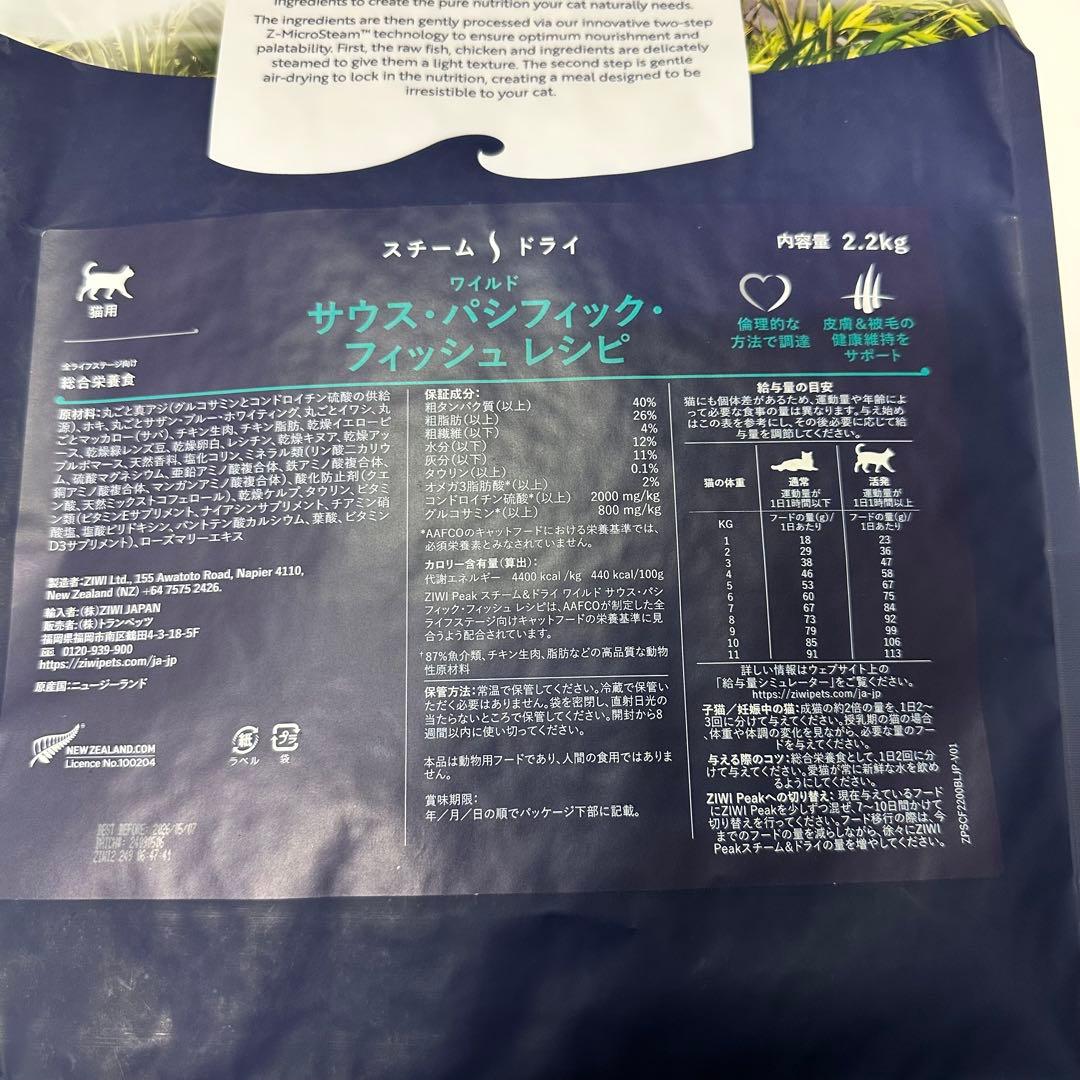 ingredients to create the pure nutrition your cat naturally needs.
The ingredients are then gently processed via our innovative two-step
Z-MicroSteam™ technology to ensure optimum nourishment and
palatability. First, the raw fish, chicken and ingredients are delicately
steamed to give them a light texture. The second step is gentle
air-drying to lock in the nutrition, creating a meal designed to be
irresistible to your cat.
スチーム ドライ
内容量 2.2kg
猫用
全ライフステージ向け
総合栄養食
ワイルド
サウス・パシフィック・
フィッシュ レシピ
倫理的な
方法で調達
皮膚&被毛の
健康維持を
サポート
原材料:丸ごと真アジ(グルコサミンとコンドロイチン硫酸の供給
源)、ホキ、丸ごとサザン・ブルー・ホワイティング、丸ごとイワシ、丸
ごとマッカロー(サバ)、チキン生肉、チキン脂肪、乾燥イエローピ
ース、乾燥緑レンズ豆、乾燥卵白、レシチン、乾燥キヌア、乾燥アッ
プルポマース、天然香料、塩化コリン、ミネラル類(リン酸二カリウ
ム、硫酸マグネシウム、亜鉛アミノ酸複合体、鉄アミノ酸複合体、
銅アミノ酸複合体、マンガンアミノ酸複合体)、酸化防止剤(クエ
ン酸、天然ミックストコフェロール)、乾燥ケルプ、タウリン、ビタミ
ン類(ビタミンEサプリメント、ナイアシンサプリメント、チアミン硝
酸塩、塩酸ピリドキシン、パントテン酸カルシウム、葉酸、ビタミン
D3サプリメント)、ローズマリーエキス
製造者:ZIWI Ltd., 155 Awatoto Road, Napier 4110,
New Zealand (NZ) +64 7575 2426.
輸入者:(株)ZIWI JAPAN
販売者:(株)トランペッツ
福岡県福岡市南区鶴田4-3-18-5F
0120-939-900
https://ziwipets.com/ja-jp
原産国:ニュージーランド
NEWZEALAND.COM
Licence No.100204
紙
ラベル
プラ
袋
BEST BEFORE: 2026/05/07
ZIWI2 249 06:47:41
保証成分:
粗タンパク質(以上) 40%
粗脂肪(以上) 26%
粗繊維(以下) 4%
水分(以下) 12%
灰分(以下) 11%
タウリン(以上) 0.1%
オメガ3脂肪酸*(以上) 2%
コンドロイチン硫酸*(以上) 2000 mg/kg
グルコサミン*(以上) 800 mg/kg
*AAFCOのキャットフードにおける栄養基準では、
必須栄養素とみなされていません。
カロリー含有量(算出):
代謝エネルギー 4400 kcal /kg 440 kcal/100g
ZIWI Peak スチーム&ドライ ワイルド サウス・パシ
フィック・フィッシュ レシピは、AAFCOが制定した全
ライフステージ向けキャットフードの栄養基準に見
合うよう配合されています。
†87%魚介類、チキン生肉、脂肪などの高品質な動物
性原材料
保管方法:常温で保管してください。冷蔵で保管い
ただく必要はありません。袋を密閉し、直射日光の
当たらないところで保管してください。開封から8
週間以内に使い切ってください。
本品は動物用フードであり、人間の食用ではありま
せん。
賞味期限:
年/月/日の順でパッケージ下部に記載。
給与量の目安
猫にも個体差があるため、運動量や年齢によ
って必要な食事の量は異なります。与え始め
はこの表を参考にし、その後必要に応じて給
与量を調節してください。
猫の体重 通常 活発
運動量が 運動量が
1日1時間以下 1日1時間以上
KG フードの量(g)/ フードの量(g)/
1日あたり 1日あたり
1 18 23
2 29 36
3 38 47
4 46 58
5 53 67
6 60 75
7 67 84
8 73 92
9 79 99
10 85 106
11 91 113
詳しい情報はウェブサイト上の
「給与量シミュレーター」をご覧ください。
https://ziwipets.com/ja-jp
子猫/妊娠中の猫:成猫の約2倍の量を、1日2~
3回に分けて与えてください。授乳期の猫の場合
、体重や体調の変化を見ながら、必要な量のフー
ドを与えてください。
与える際のコツ:総合栄養食として、1日2回に分
けて与えてください。愛猫が常に新鮮な水を飲め
るようにしてください。
ZIWI Peakへの切り替え: 現在与えているフード
にZIWI Peakを少しずつ混ぜ、7~10日間かけて
切り替えを行ってください。フード移行の際は、今
までのフードの量を減らしながら、徐々にZIWI
Peakスチーム&ドライの量を増やしてください。
ZPSCF2200BLJP-V01